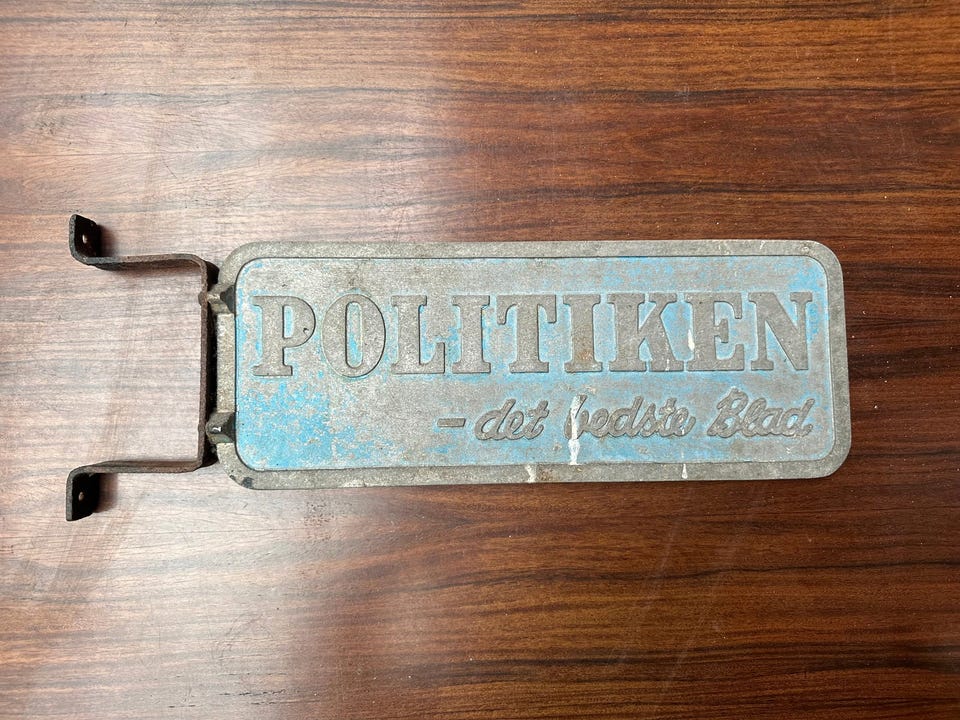 POLITIKEN
– det bedste Blad